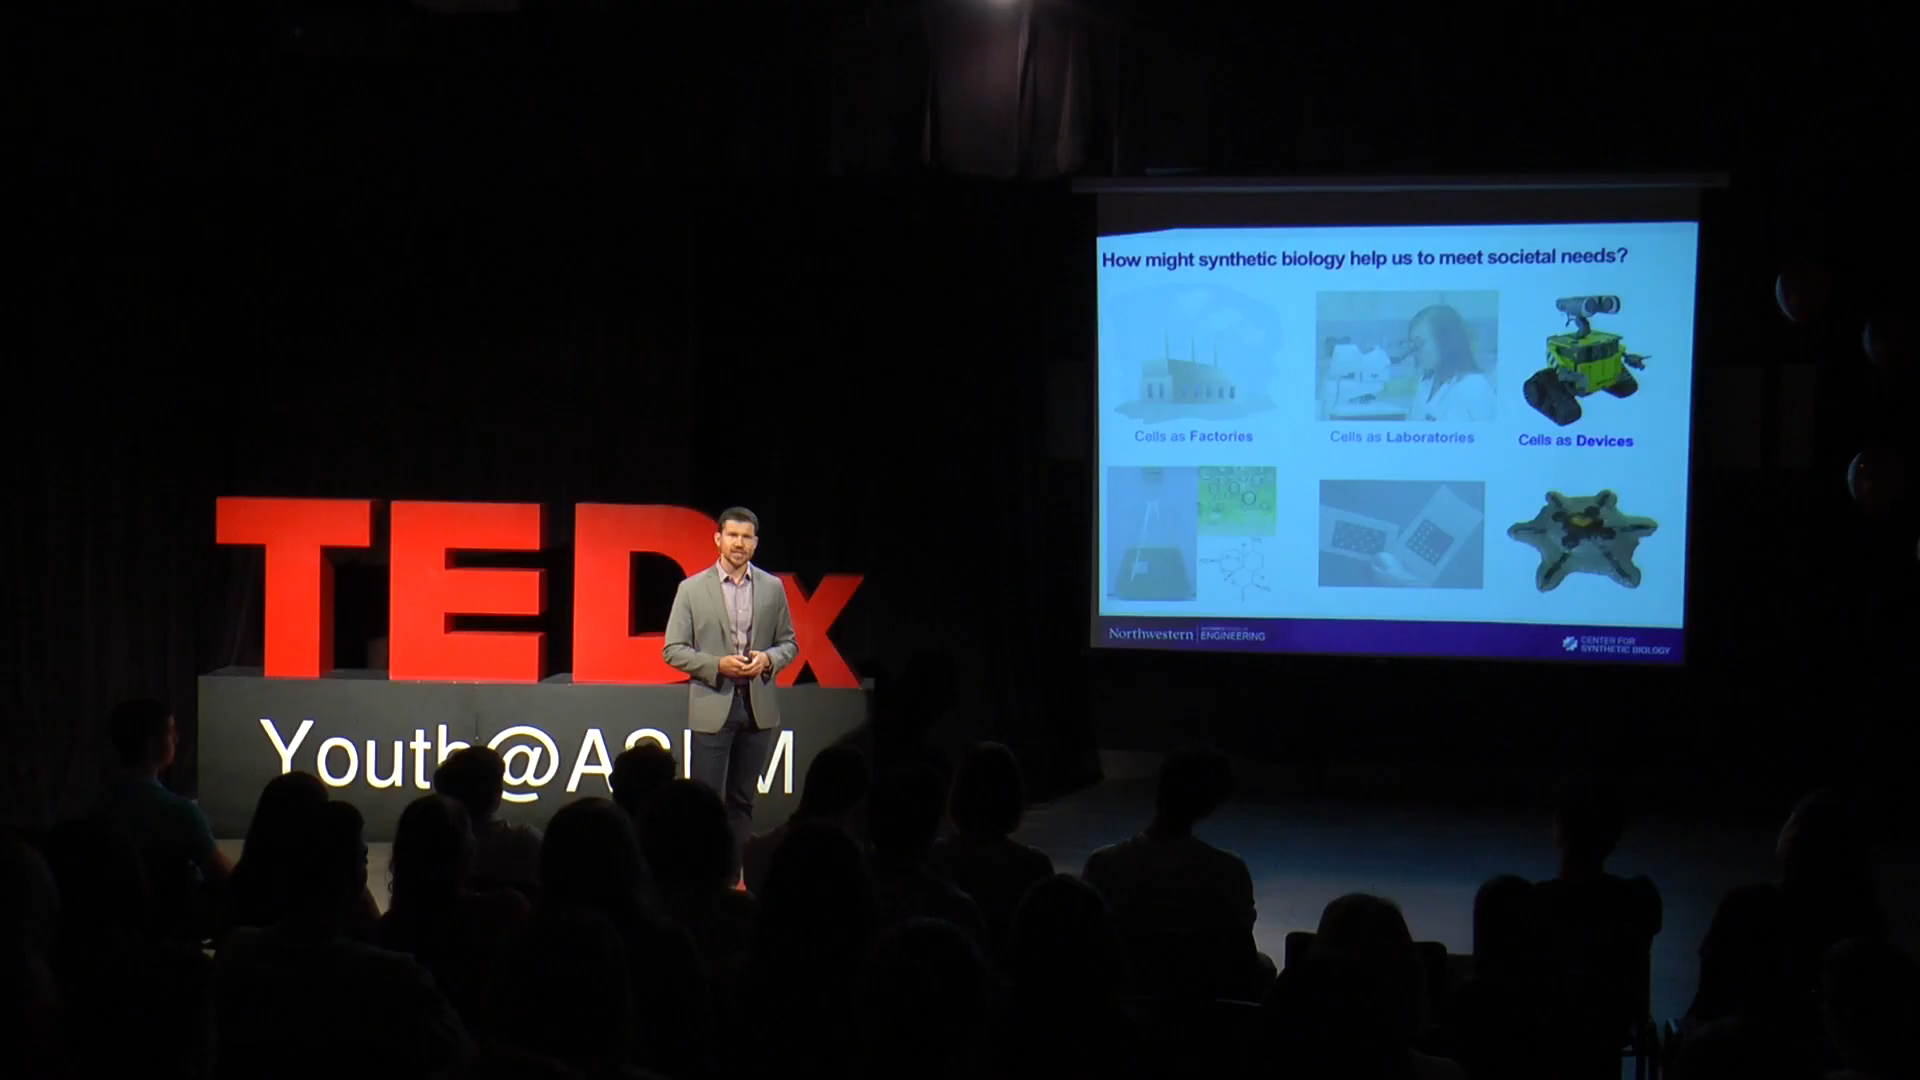 TEDx
Youth@AS M
How might synthetic biology help us to meet societal needs?
Cells as Factories
Cells as Laboratories
Cells as Devices
Northwestern
ENGINEERING
CENTER FOR
SYNTHETIC BIOLOGY